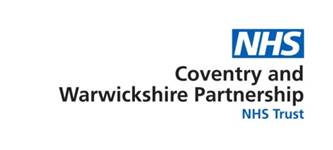 NHS
Coventry and
Warwickshire Partnership
NHS Trust